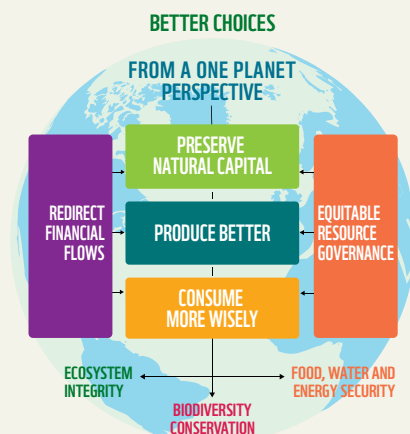 BETTER CHOICES
FROM A ONE PLANET
PERSPECTIVE
PRESERVE
NATURAL CAPITAL
REDIRECT
FINANCIAL
FLOWS
PRODUCE BETTER
EQUITABLE
RESOURCE
GOVERNANCE
CONSUME
MORE WISELY
ECOSYSTEM
INTEGRITY
BIODIVERSITY
CONSERVATION
FOOD, WATER AND
ENERGY SECURITY